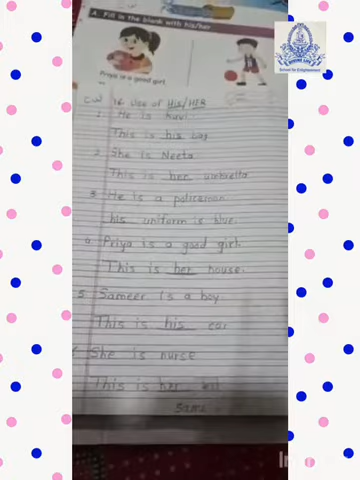 A. Fill in the blank with his/her
Priya is a good girl.
C.W Use of His/HER
1. He is
This is his bag
2. She is Neeta
This is her umbrella
3 He is a policeman.
his uniform is blue.
4. Priya is a good girl.
This is her house.
5 Sameer is a boy
This is his car
She is nurse
This is her